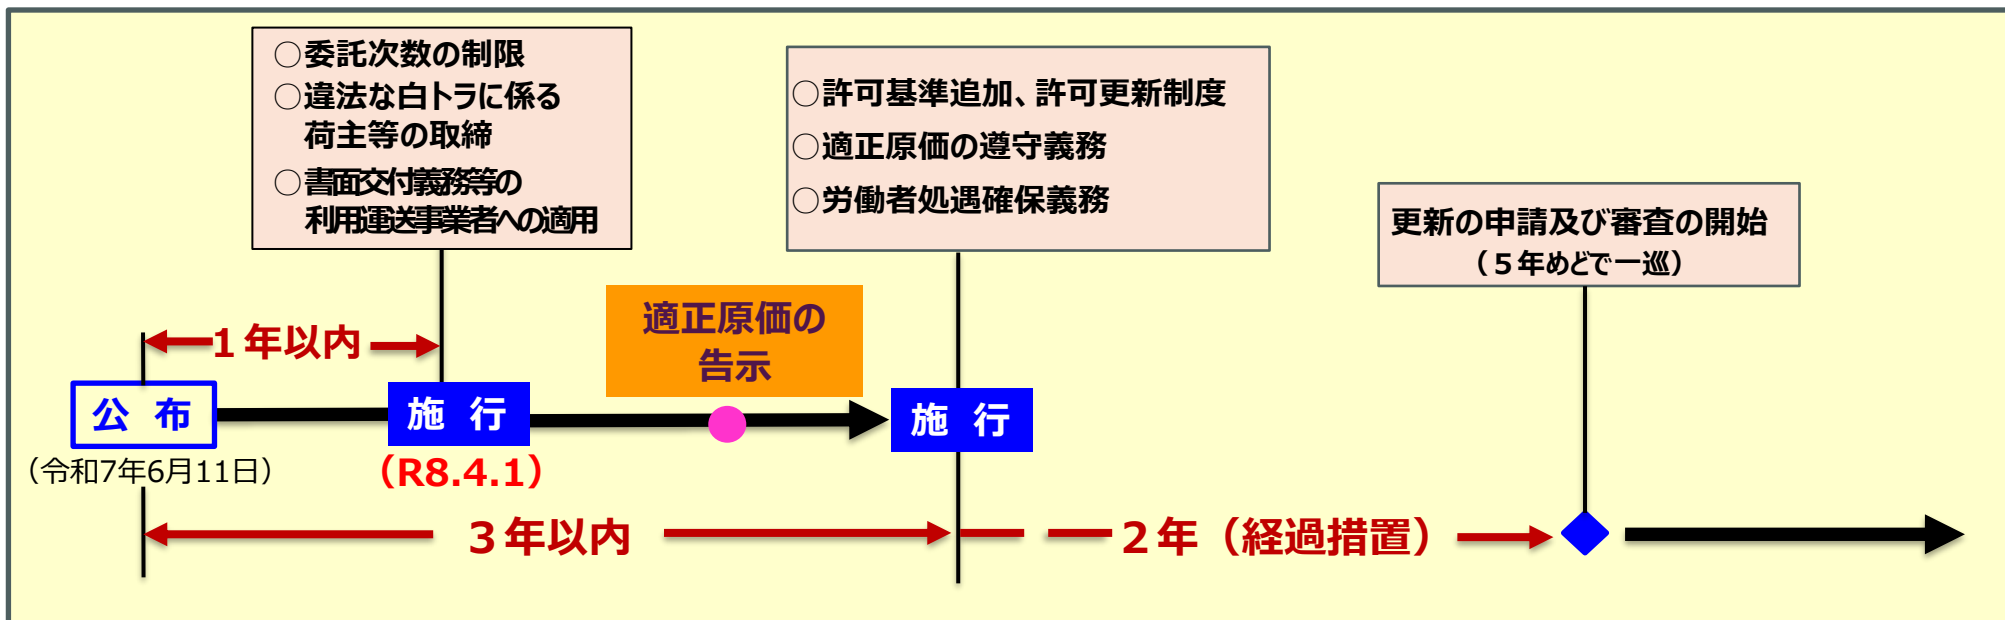 ○委託次数の制限
○違法な白トラに係る
荷主等の取締
○書面交付義務等の
利用運送事業者への適用
○許可基準追加、許可更新制度
○適正原価の遵守義務
○労働者処遇確保義務
更新の申請及び審査の開始
（５年めどで一巡）
１年以内
適正原価の
告示
公 布
施 行
施 行
（令和7年6月11日）
（R8.4.1）
３年以内
２年（経過措置）